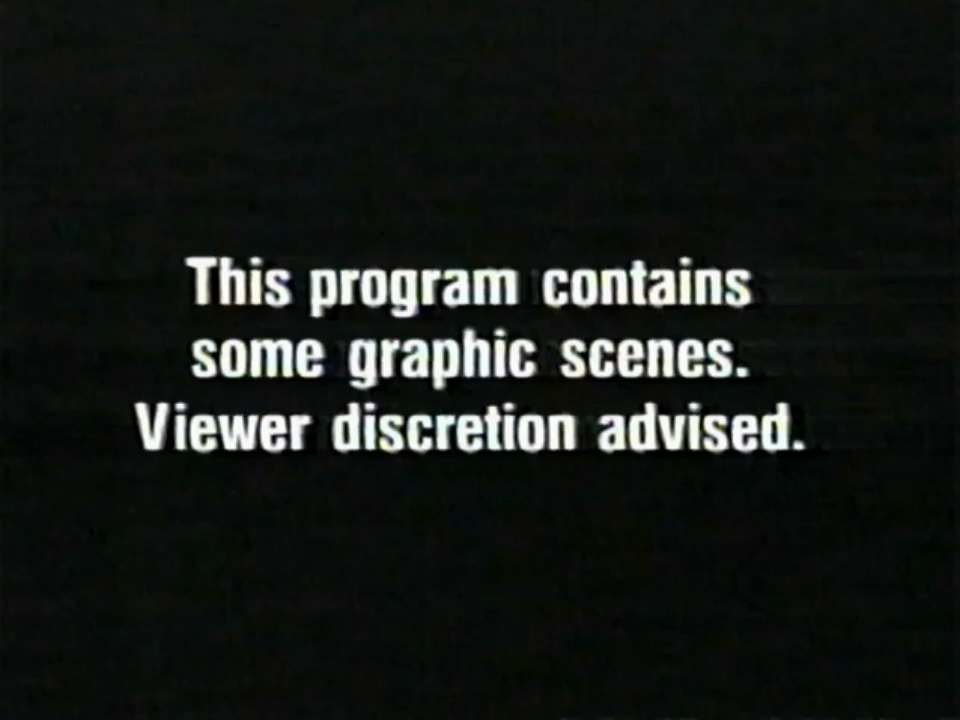 This program contains
some graphic scenes.
Viewer discretion advised.